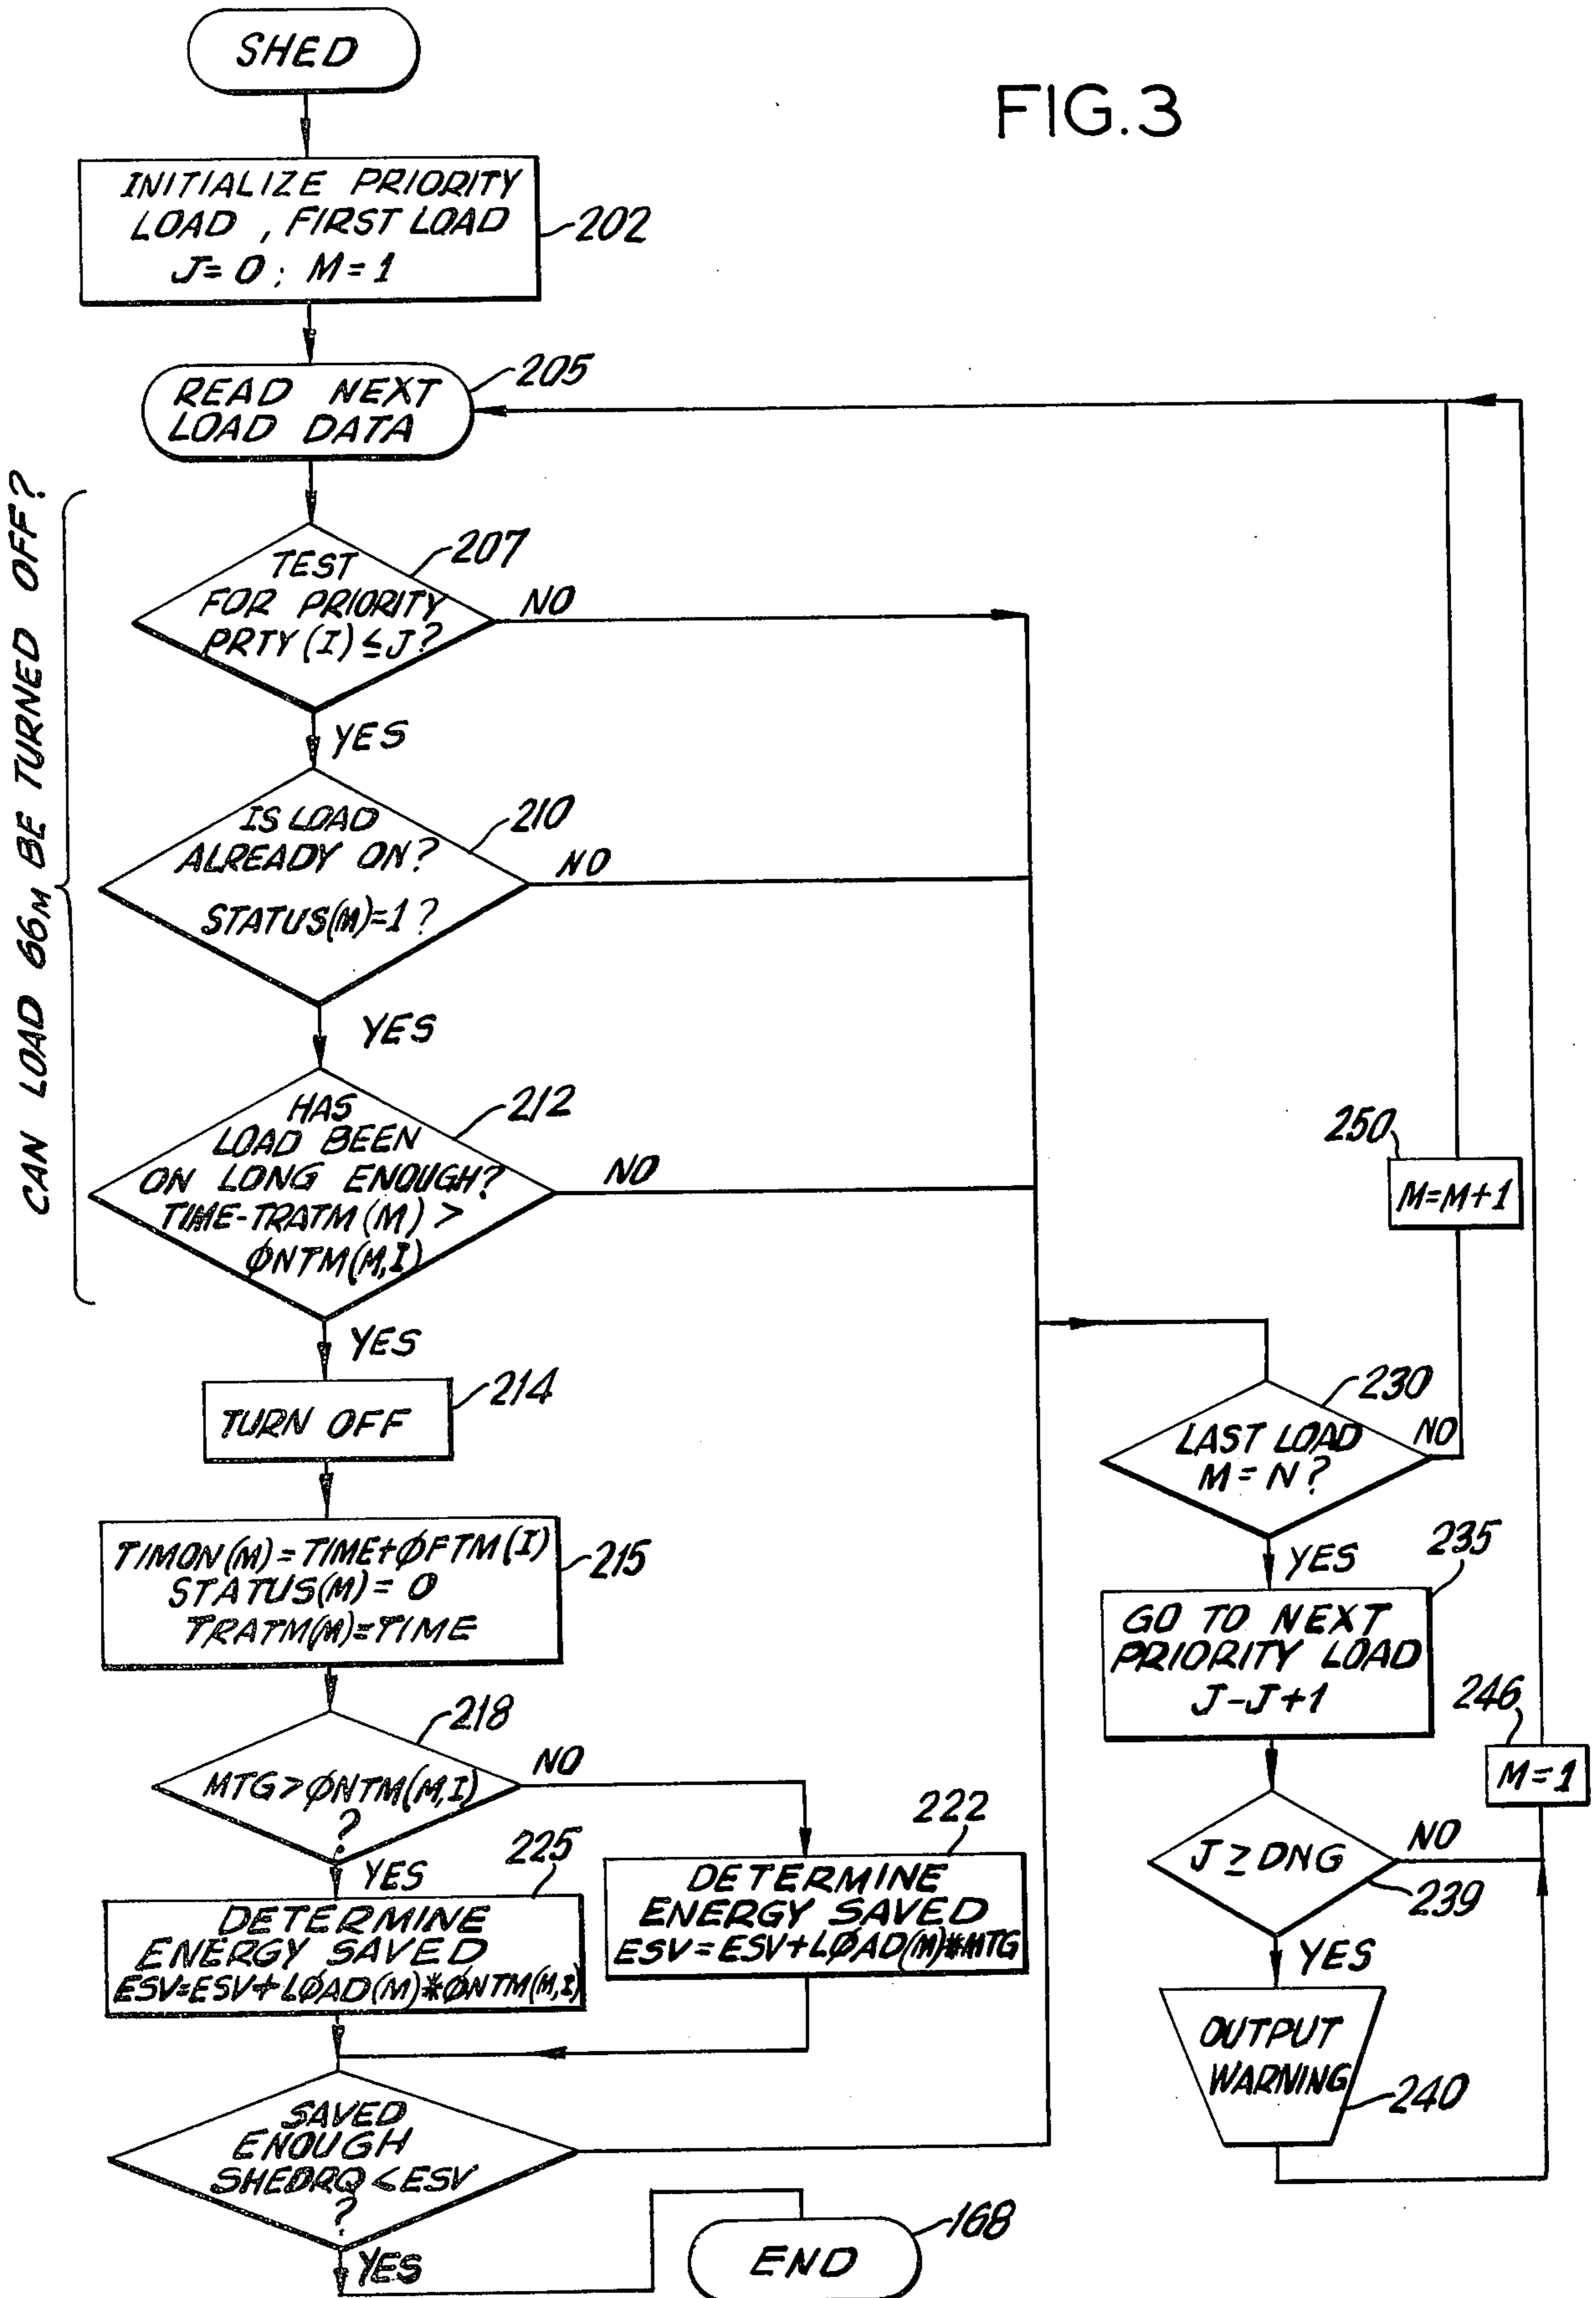 SHED
FIG.3
INITIALIZE PRIORITY
LOAD , FIRST LOAD
J=0 ; M=1
202
READ NEXT
LOAD DATA
205
CAN LOAD 66M BE TURNED OFF?
TEST
FOR PRIORITY
PRTY(I)≤J?
207
NO
YES
IS LOAD
ALREADY ON?
STATUS(M)=1?
210
NO
YES
HAS
LOAD BEEN
ON LONG ENOUGH?
TIME-TRATM(M) >
ØNTM(M,I)
212
NO
YES
TURN OFF
214
TIMON(M)=TIME+ØFTM(I)
STATUS(M)=0
TRATM(M)=TIME
215
MTG>ØNTM(M,I)
?
218
NO
YES
225
DETERMINE
ENERGY SAVED
ESV=ESV+LØAD(M)*ØNTM(M,I)
222
DETERMINE
ENERGY SAVED
ESV=ESV+LØAD(M)*MTG
SAVED
ENOUGH
SHEDRQ<ESV
?
YES
END
168
250
M=M+1
LAST LOAD
M=N?
230
NO
YES
235
GO TO NEXT
PRIORITY LOAD
J-J+1
246
M=1
J≥DNG
NO
239
YES
OUTPUT
WARNING
240